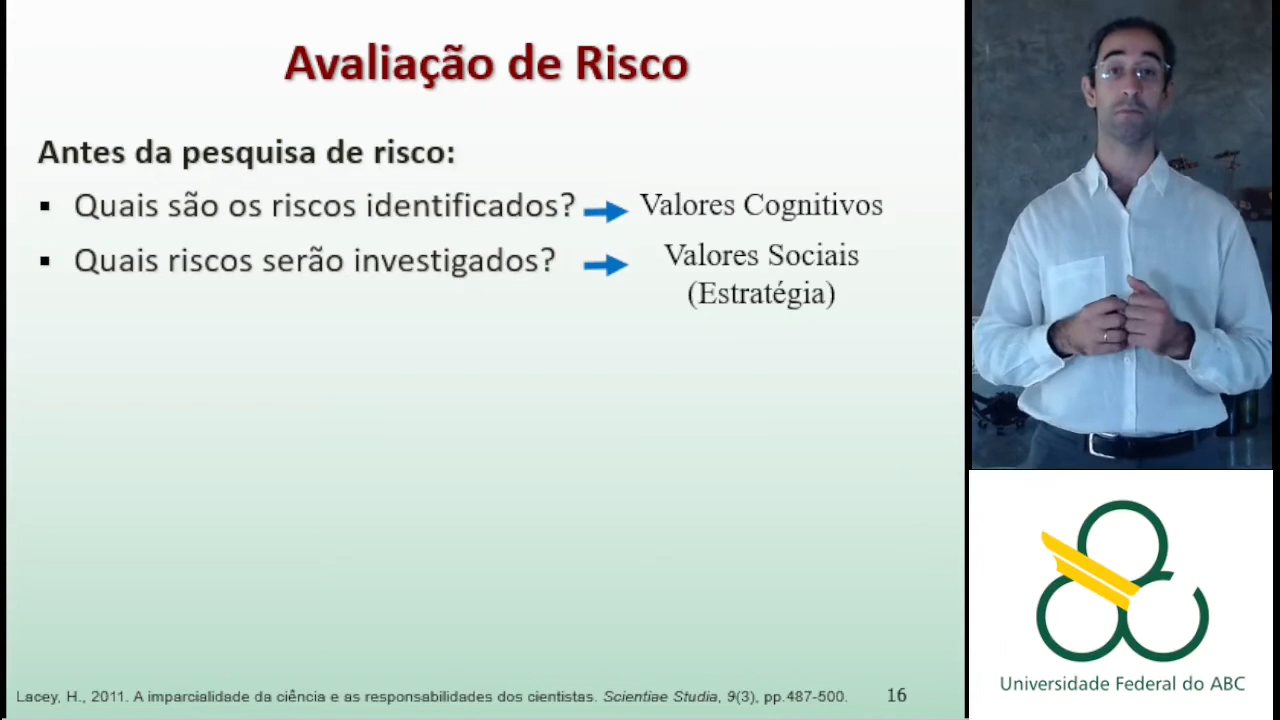 Avaliação de Risco
Antes da pesquisa de risco:
▪ Quais são os riscos identificados? Valores Cognitivos
▪ Quais riscos serão investigados? Valores Sociais
(Estratégia)
Lacey, H., 2011. A imparcialidade da ciência e as responsabilidades dos cientistas. Scientiae Studia, 9(3), pp.487-500. 16
Universidade Federal do ABC